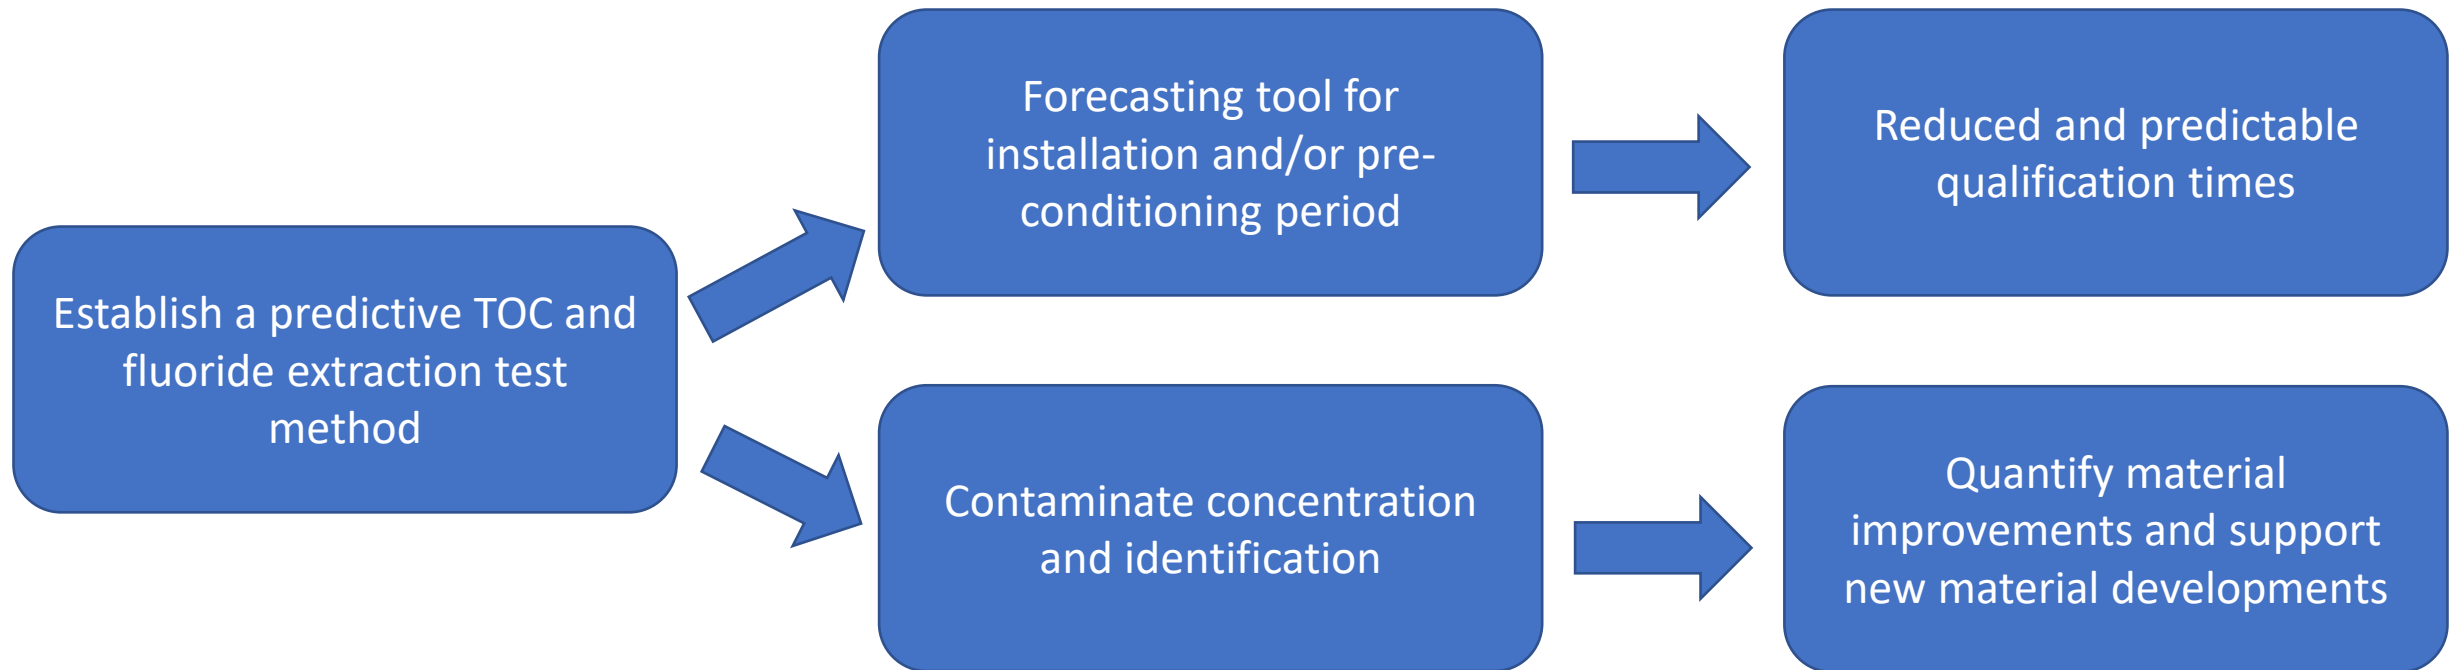 Establish a predictive TOC and
fluoride extraction test
method
Forecasting tool for
installation and/or pre-
conditioning period
Reduced and predictable
qualification times
Contaminate concentration
and identification
Quantify material
improvements and support
new material developments